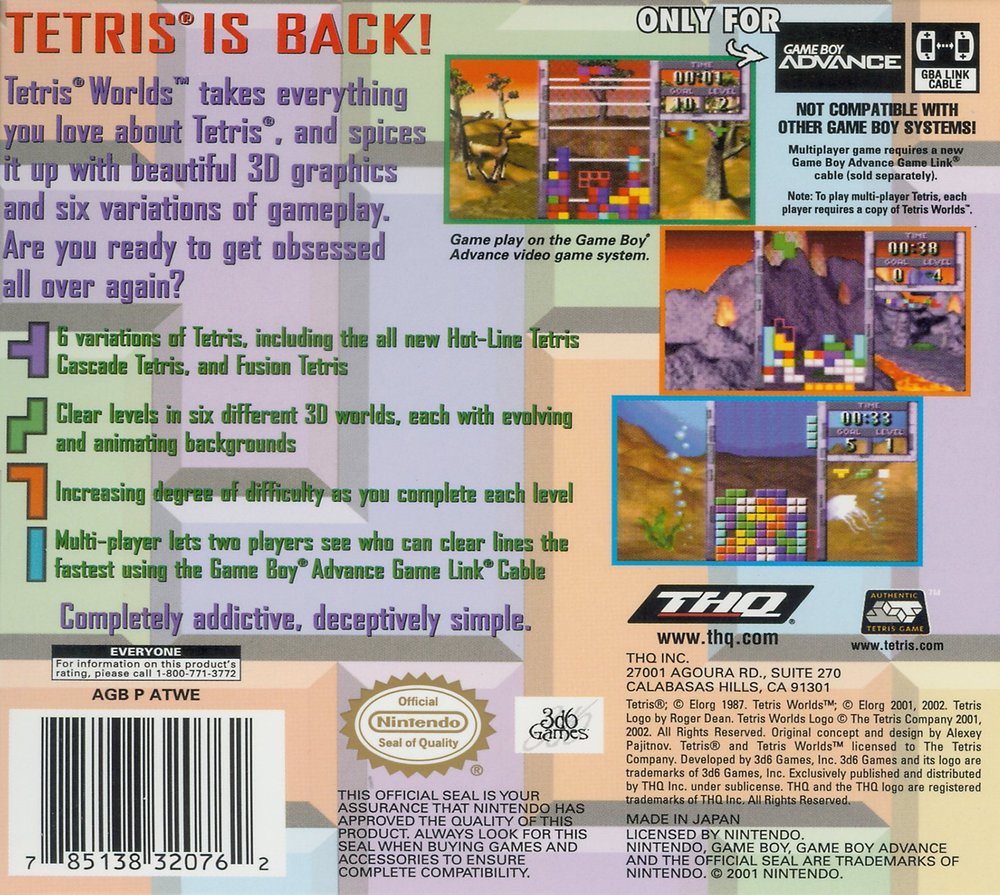 TETRIS® IS BACK!
Tetris® Worlds™ takes everything
you love about Tetris®, and spices
it up with beautiful 3D graphics
and six variations of gameplay.
Are you ready to get obsessed
all over again?
6 variations of Tetris, including the all new Hot-Line Tetris
Cascade Tetris, and Fusion Tetris
Clear levels in six different 3D worlds, each with evolving
and animating backgrounds
Increasing degree of difficulty as you complete each level
Multi-player lets two players see who can clear lines the
fastest using the Game Boy® Advance Game Link® Cable
Completely addictive, deceptively simple.
ONLY FOR
GAME BOY
ADVANCE
GBA LINK
CABLE
NOT COMPATIBLE WITH
OTHER GAME BOY SYSTEMS!
Multiplayer game requires a new
Game Boy Advance Game Link®
cable (sold separately).
Note: To play multi-player Tetris, each
player requires a copy of Tetris Worlds™.
TIME
00:01
GOAL LEVEL
10 2
Game play on the Game Boy®
Advance video game system.
TIME
00:38
GOAL LEVEL
0 4
TIME
00:33
GOAL LEVEL
5 1
THQ®
www.thq.com
AUTHENTIC
TETRIS GAME
TM
www.tetris.com
EVERYONE
For information on this product's
rating, please call 1-800-771-3772
AGB P ATWE
7 85138 32076 2
Official
Nintendo
Seal of Quality
®
3d6
Games
THIS OFFICIAL SEAL IS YOUR
ASSURANCE THAT NINTENDO HAS
APPROVED THE QUALITY OF THIS
PRODUCT. ALWAYS LOOK FOR THIS
SEAL WHEN BUYING GAMES AND
ACCESSORIES TO ENSURE
COMPLETE COMPATIBILITY.
THQ INC.
27001 AGOURA RD., SUITE 270
CALABASAS HILLS, CA 91301
Tetris®; © Elorg 1987. Tetris Worlds™; © Elorg 2001, 2002. Tetris
Logo by Roger Dean. Tetris Worlds Logo © The Tetris Company 2001,
2002. All Rights Reserved. Original concept and design by Alexey
Pajitnov. Tetris® and Tetris Worlds™ licensed to The Tetris
Company. Developed by 3d6 Games, Inc. 3d6 Games and its logo are
trademarks of 3d6 Games, Inc. Exclusively published and distributed
by THQ Inc. under sublicense. THQ and the THQ logo are registered
trademarks of THQ Inc. All Rights Reserved.
MADE IN JAPAN
LICENSED BY NINTENDO.
NINTENDO, GAME BOY, GAME BOY ADVANCE
AND THE OFFICIAL SEAL ARE TRADEMARKS OF
NINTENDO. © 2001 NINTENDO.